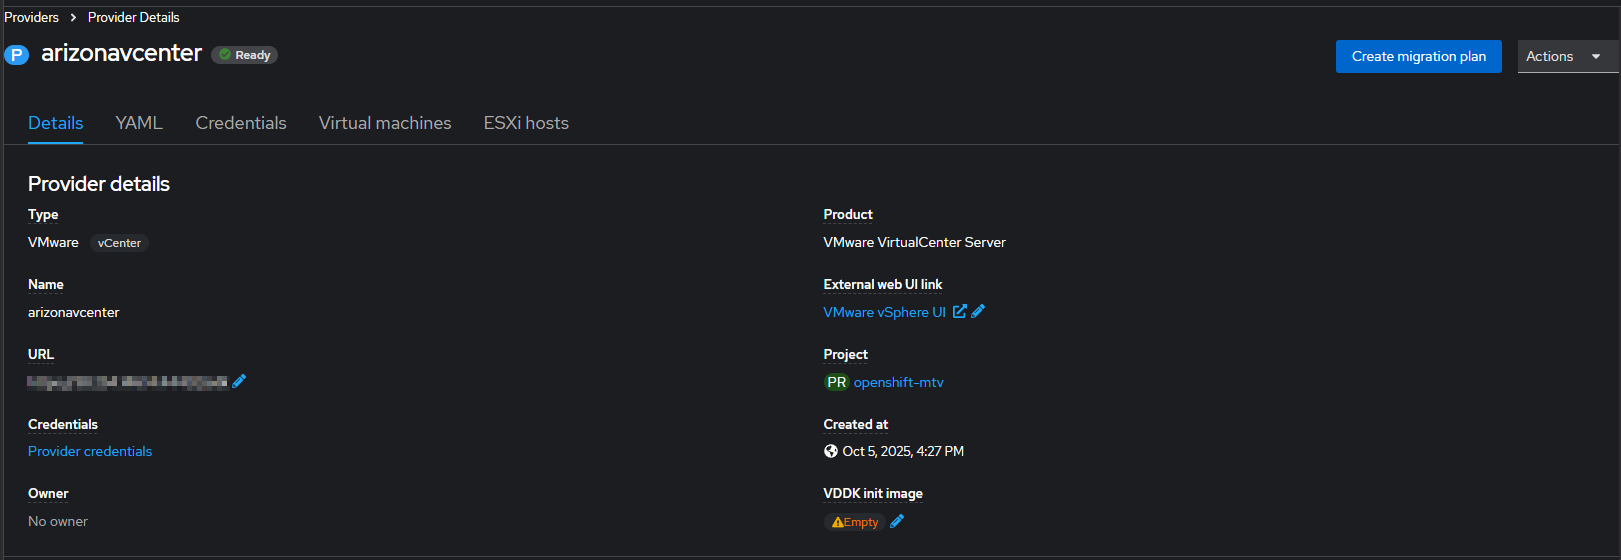 Providers > Provider Details
P arizonavcenter Ready
Create migration plan Actions
Details YAML Credentials Virtual machines ESXi hosts
Provider details
Type
VMware vCenter
Name
arizonavcenter
URL
Credentials
Provider credentials
Owner
No owner
Product
VMware VirtualCenter Server
External web UI link
VMware vSphere UI
Project
PR openshift-mtv
Created at
Oct 5, 2025, 4:27 PM
VDDK init image
Empty